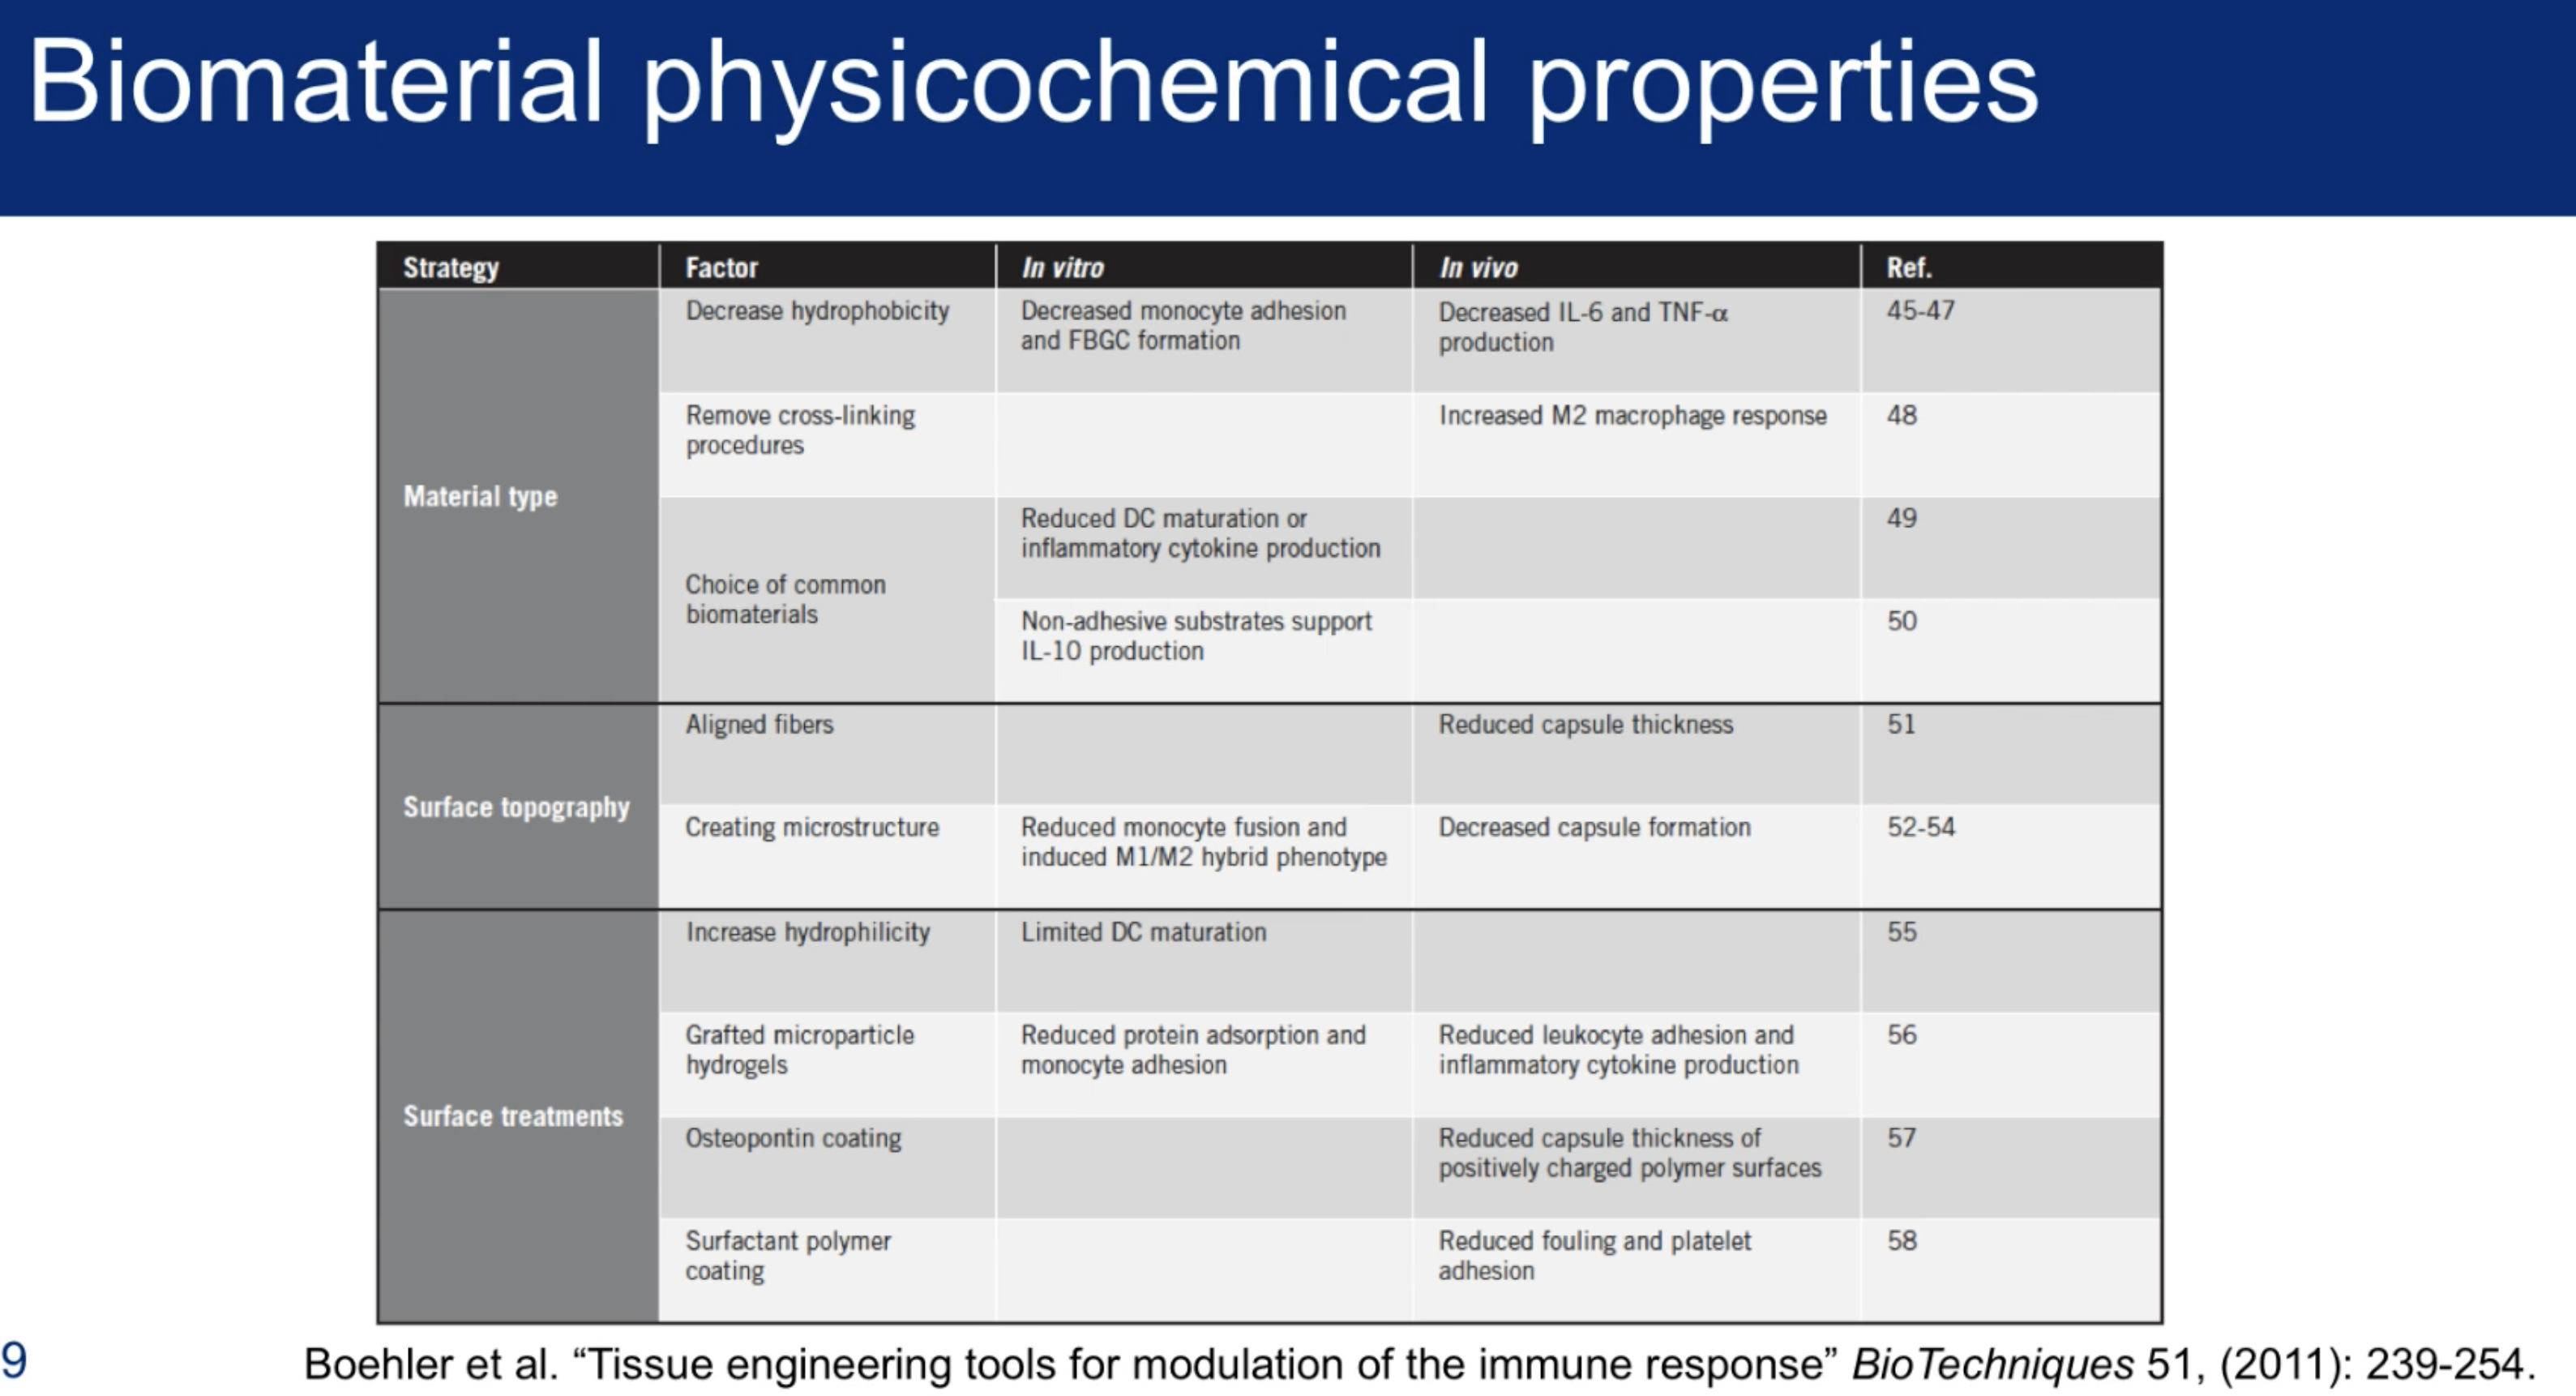 Biomaterial physicochemical properties
Strategy Factor In vitro In vivo Ref.
Material type
Decrease hydrophobicity
Decreased monocyte adhesion
and FBGC formation
Decreased IL-6 and TNF-α
production
45-47
Remove cross-linking
procedures
Increased M2 macrophage response
48
Choice of common
biomaterials
Reduced DC maturation or
inflammatory cytokine production
49
Non-adhesive substrates support
IL-10 production
50
Surface topography
Aligned fibers
Reduced capsule thickness
51
Creating microstructure
Reduced monocyte fusion and
induced M1/M2 hybrid phenotype
Decreased capsule formation
52-54
Surface treatments
Increase hydrophilicity
Limited DC maturation
55
Grafted microparticle
hydrogels
Reduced protein adsorption and
monocyte adhesion
Reduced leukocyte adhesion and
inflammatory cytokine production
56
Osteopontin coating
Reduced capsule thickness of
positively charged polymer surfaces
57
Surfactant polymer
coating
Reduced fouling and platelet
adhesion
58
9
Boehler et al. “Tissue engineering tools for modulation of the immune response” BioTechniques 51, (2011): 239-254.